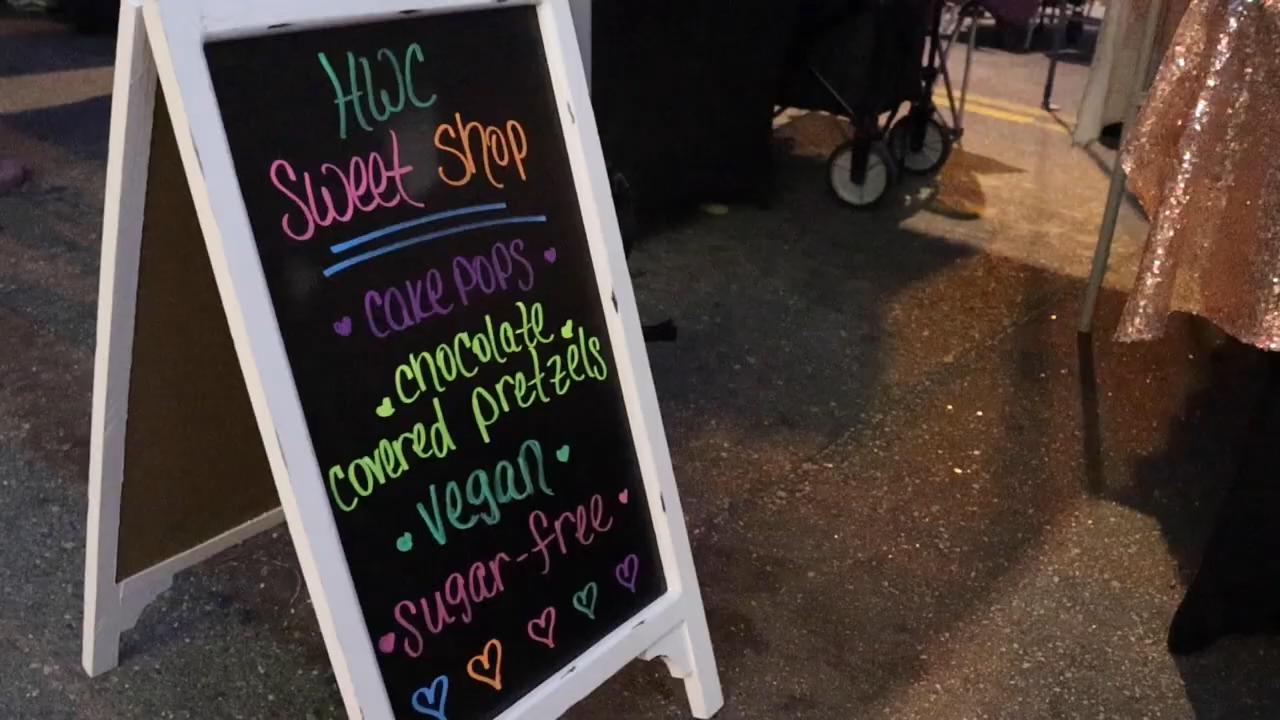 HWC
Sweet Shop
cake pops
chocolate
covered pretzels
vegan
sugar-free